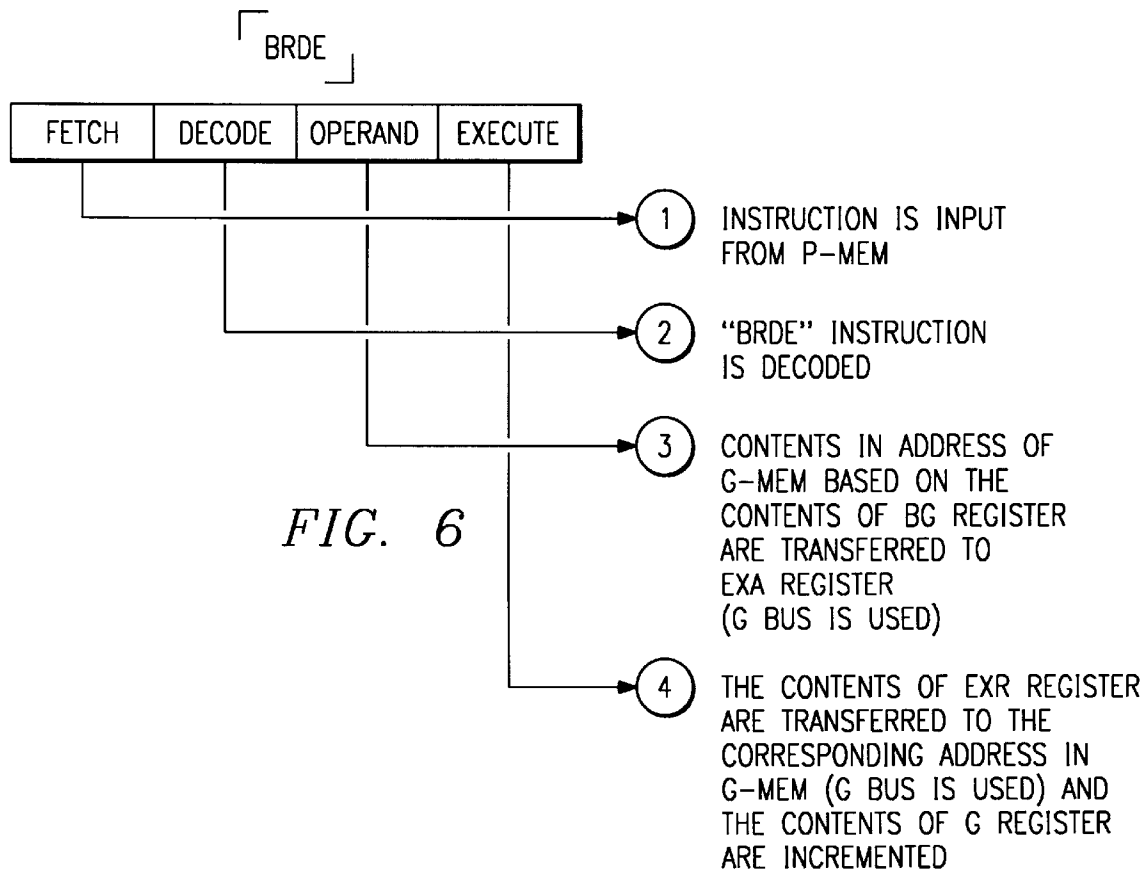 BRDE
FETCH DECODE OPERAND EXECUTE
1 INSTRUCTION IS INPUT
FROM P-MEM
2 "BRDE" INSTRUCTION
IS DECODED
3 CONTENTS IN ADDRESS OF
G-MEM BASED ON THE
CONTENTS OF BG REGISTER
ARE TRANSFERRED TO
EXA REGISTER
(G BUS IS USED)
FIG. 6
4 THE CONTENTS OF EXR REGISTER
ARE TRANSFERRED TO THE
CORRESPONDING ADDRESS IN
G-MEM (G BUS IS USED) AND
THE CONTENTS OF G REGISTER
ARE INCREMENTED